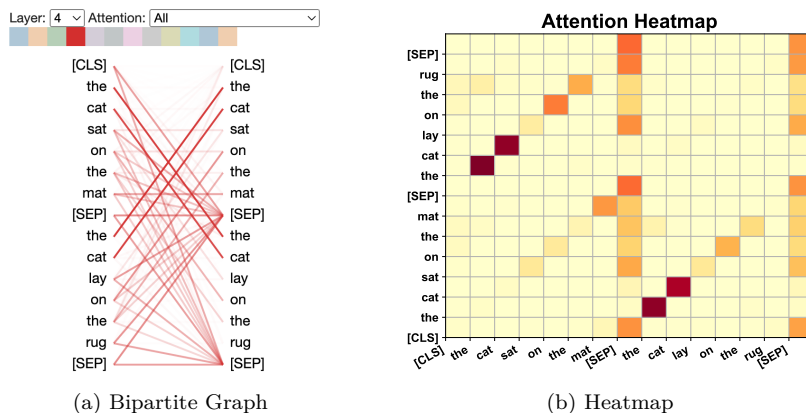 Layer: 4 Attention: All
[CLS] [CLS]
the the
cat cat
sat sat
on on
the the
mat mat
[SEP] [SEP]
the the
cat cat
lay lay
on on
the the
rug rug
[SEP] [SEP]
(a) Bipartite Graph
Attention Heatmap
[SEP]
rug
the
on
lay
cat
the
[SEP]
mat
the
on
sat
cat
the
[CLS]
[CLS] the cat sat on the mat [SEP] the cat lay on the rug [SEP]
(b) Heatmap